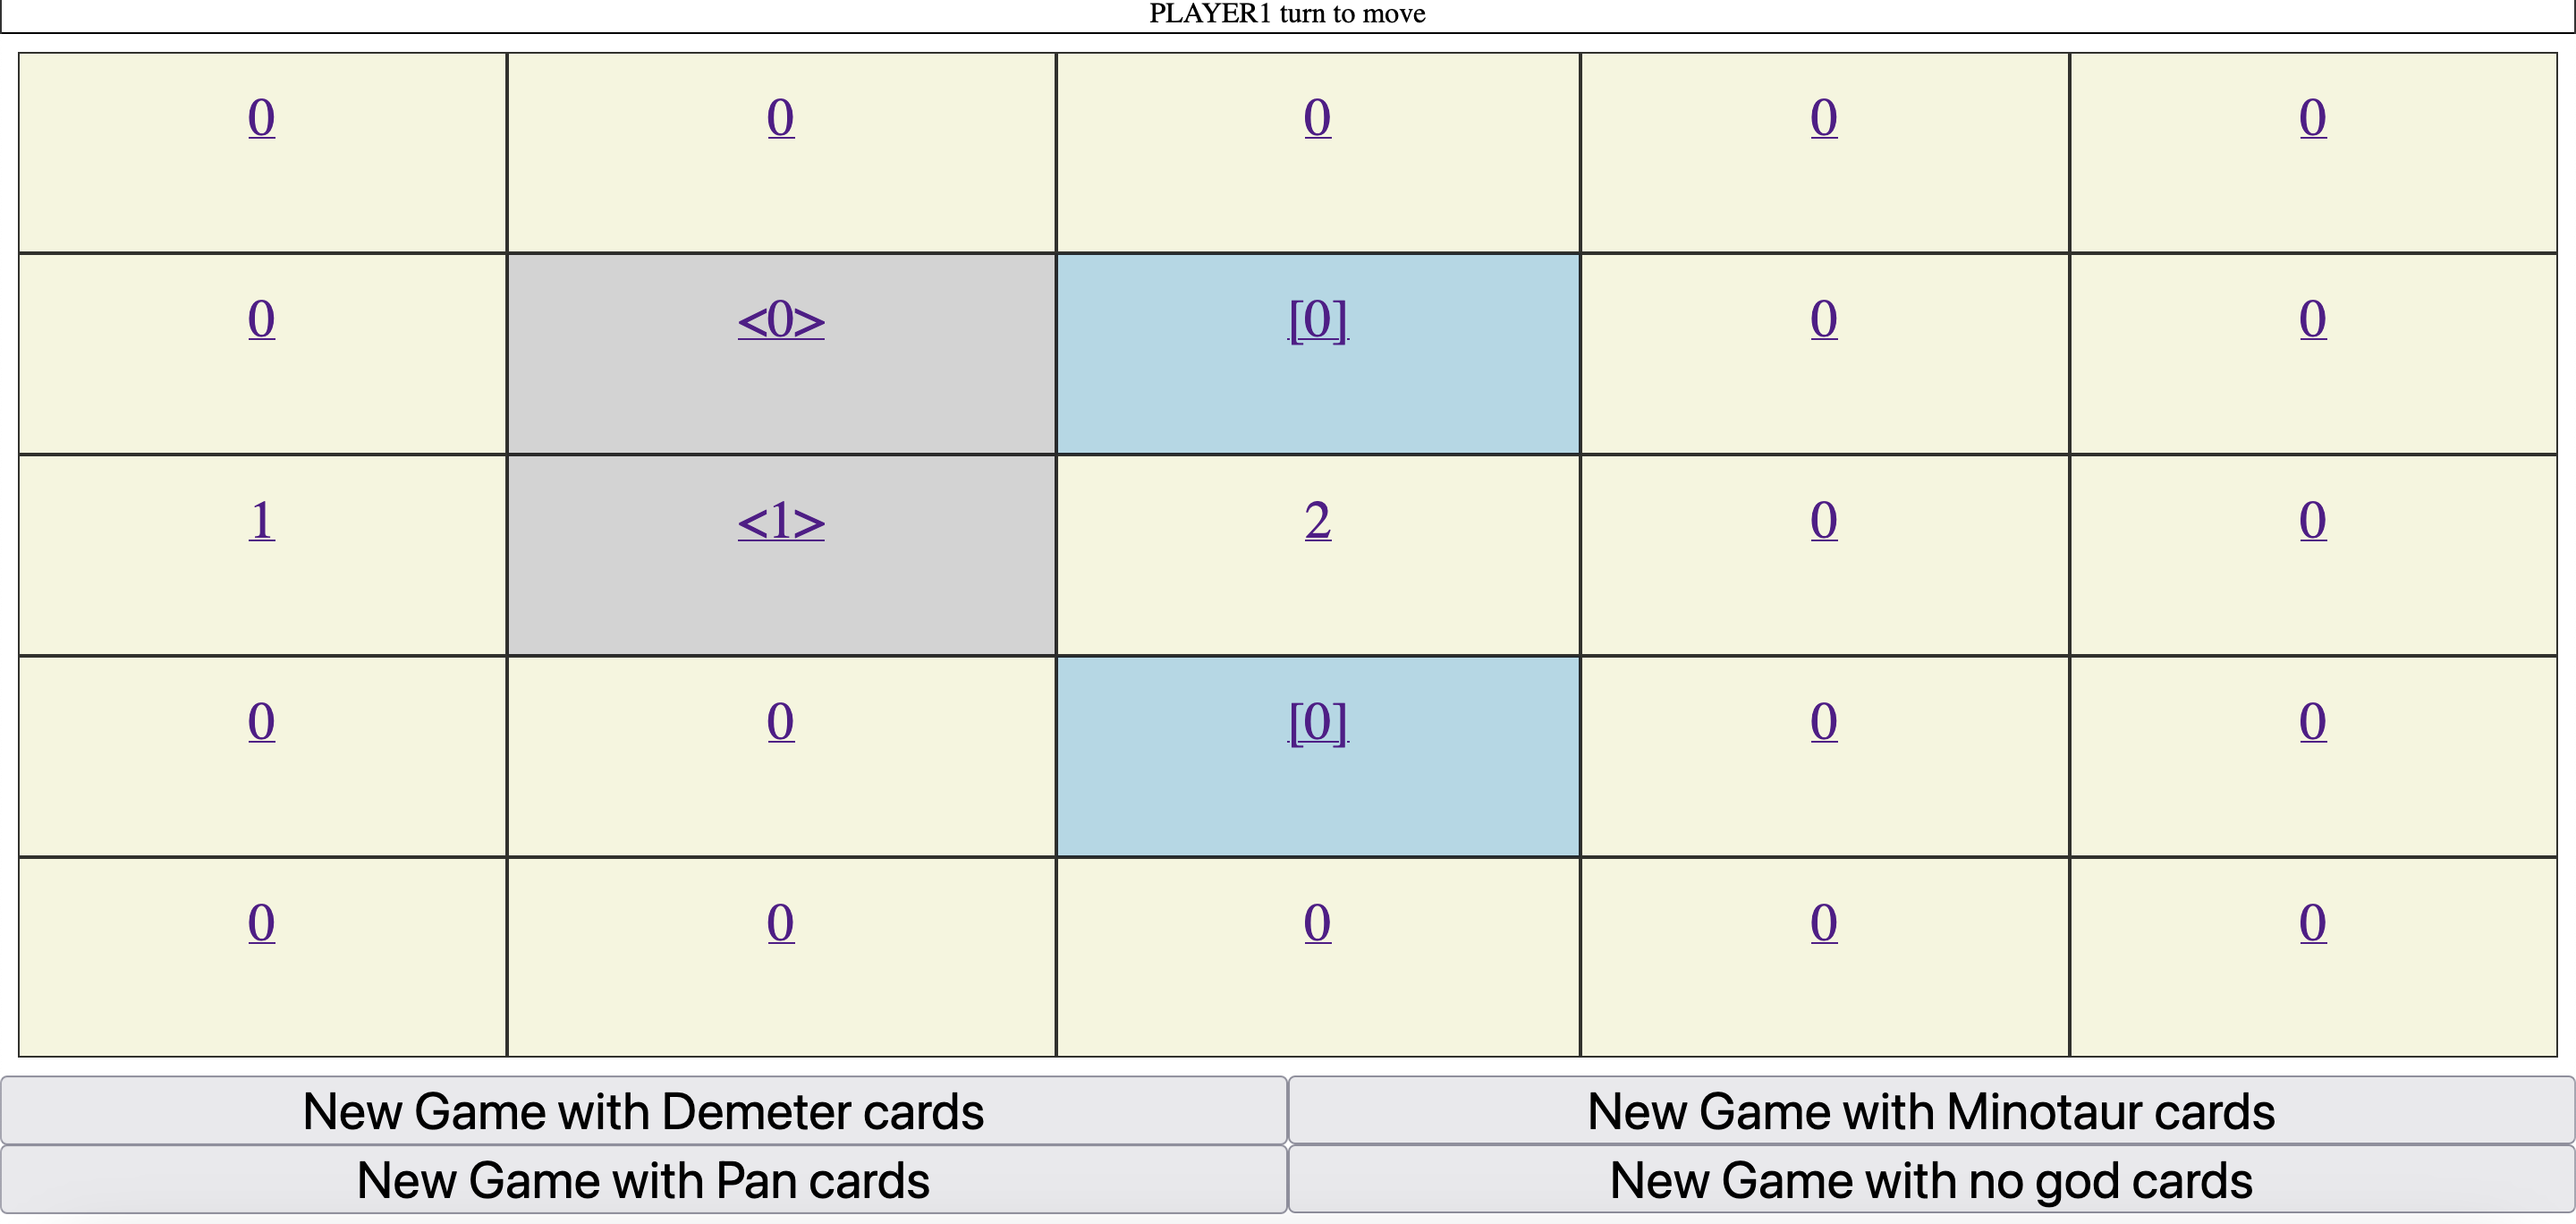 PLAYER1 turn to move
0 0 0 0 0
0 <0> [0] 0 0
1 <1> 2 0 0
0 0 [0] 0 0
0 0 0 0 0
New Game with Demeter cards New Game with Minotaur cards
New Game with Pan cards New Game with no god cards